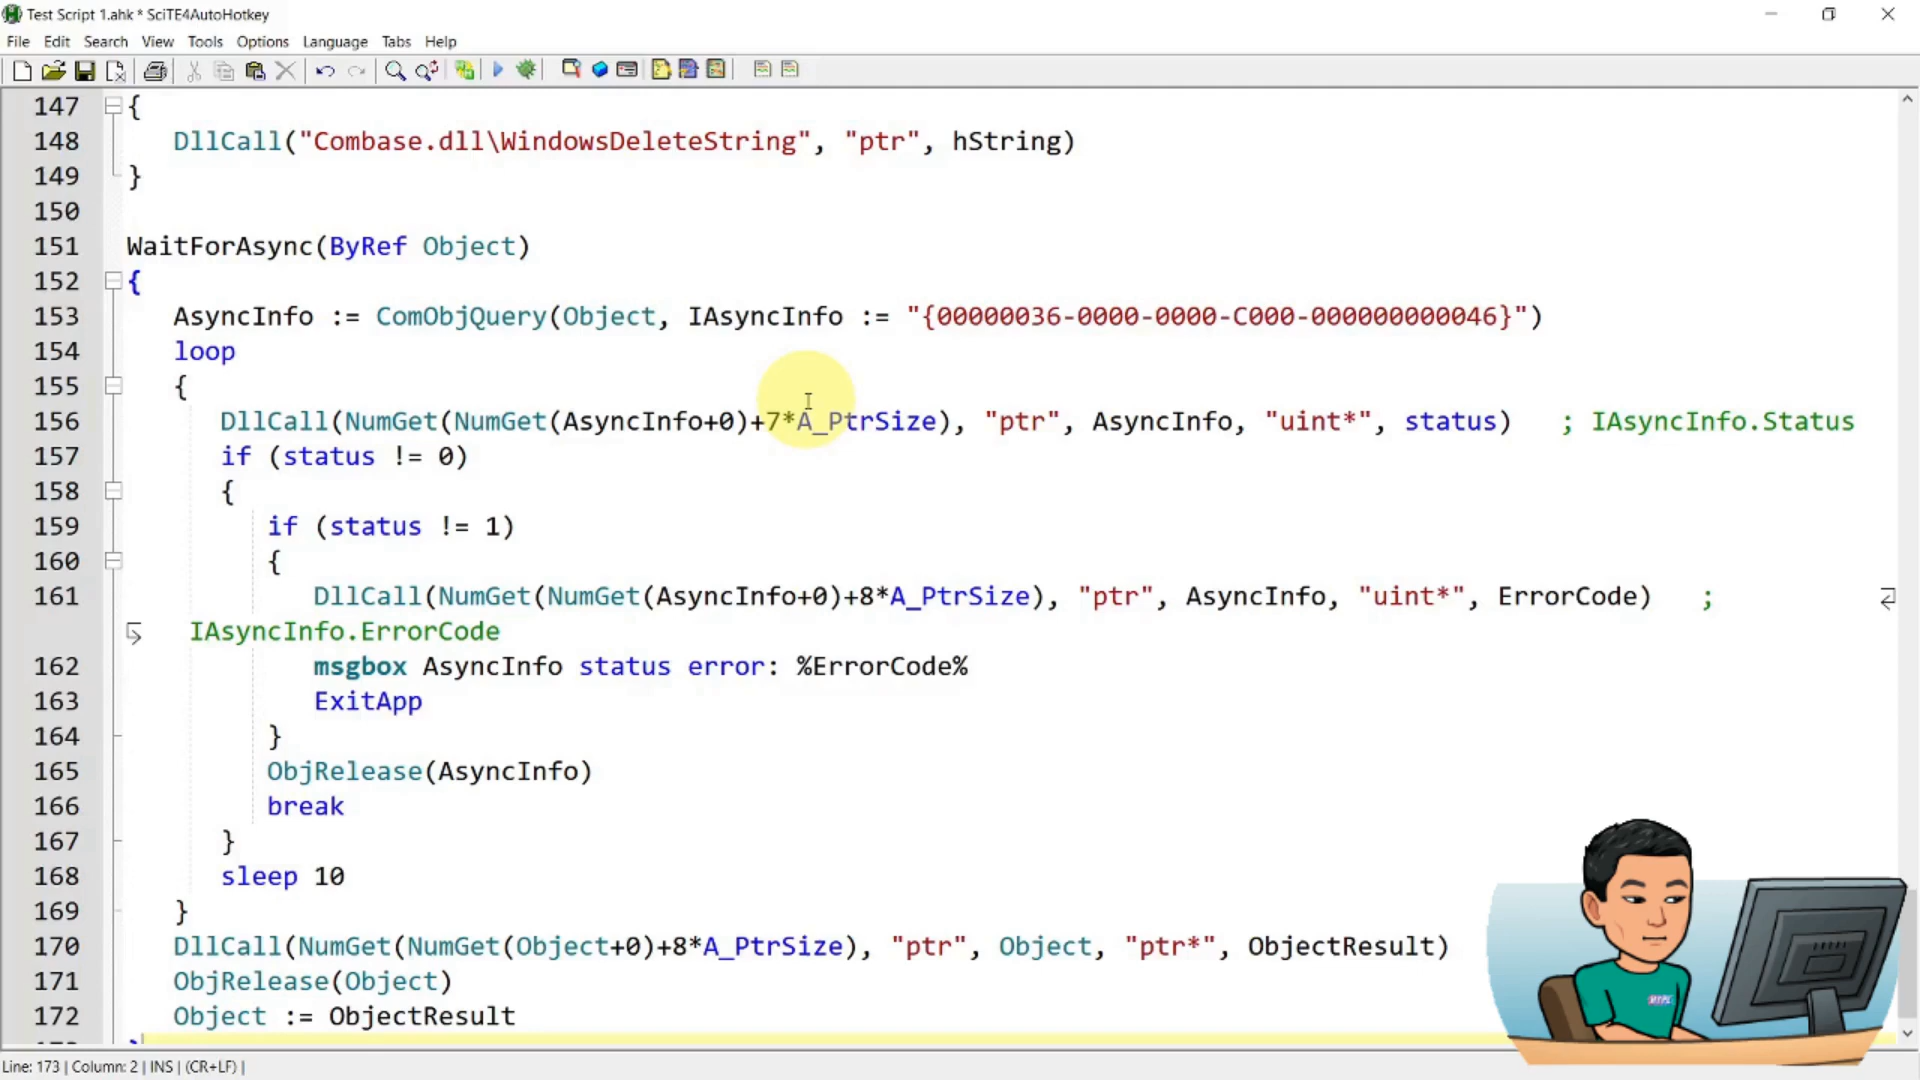 Test Script 1.ahk * SciTE4AutoHotkey
File Edit Search View Tools Options Language Tabs Help
147 {
148 DllCall("Combase.dll\WindowsDeleteString", "ptr", hString)
149 }
150
151 WaitForAsync(ByRef Object)
152 {
153 AsyncInfo := ComObjQuery(Object, IAsyncInfo := "{00000036-0000-0000-C000-000000000046}")
154 loop
155 {
156 DllCall(NumGet(NumGet(AsyncInfo+0)+7*A_PtrSize), "ptr", AsyncInfo, "uint*", status) ; IAsyncInfo.Status
157 if (status != 0)
158 {
159 if (status != 1)
160 {
161 DllCall(NumGet(NumGet(AsyncInfo+0)+8*A_PtrSize), "ptr", AsyncInfo, "uint*", ErrorCode) ;
IAsyncInfo.ErrorCode
162 msgbox AsyncInfo status error: %ErrorCode%
163 ExitApp
164 }
165 ObjRelease(AsyncInfo)
166 break
167 }
168 sleep 10
169 }
170 DllCall(NumGet(NumGet(Object+0)+8*A_PtrSize), "ptr", Object, "ptr*", ObjectResult)
171 ObjRelease(Object)
172 Object := ObjectResult
Line: 173 | Column: 2 | INS | (CR+LF) |